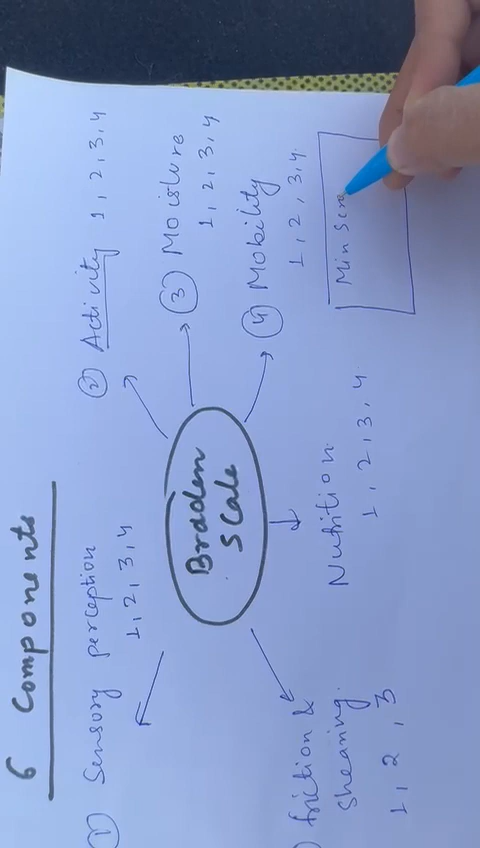 6 Components
① Sensory perception
1, 2, 3, 4
② Activity 1, 2, 3, 4
③ Moisture
1, 2, 3, 4
④ Mobility
1, 2, 3, 4
Braden
Scale
Nutrition
1, 2, 3, 4
) friction &
shearing.
1, 2, 3
Min Scre